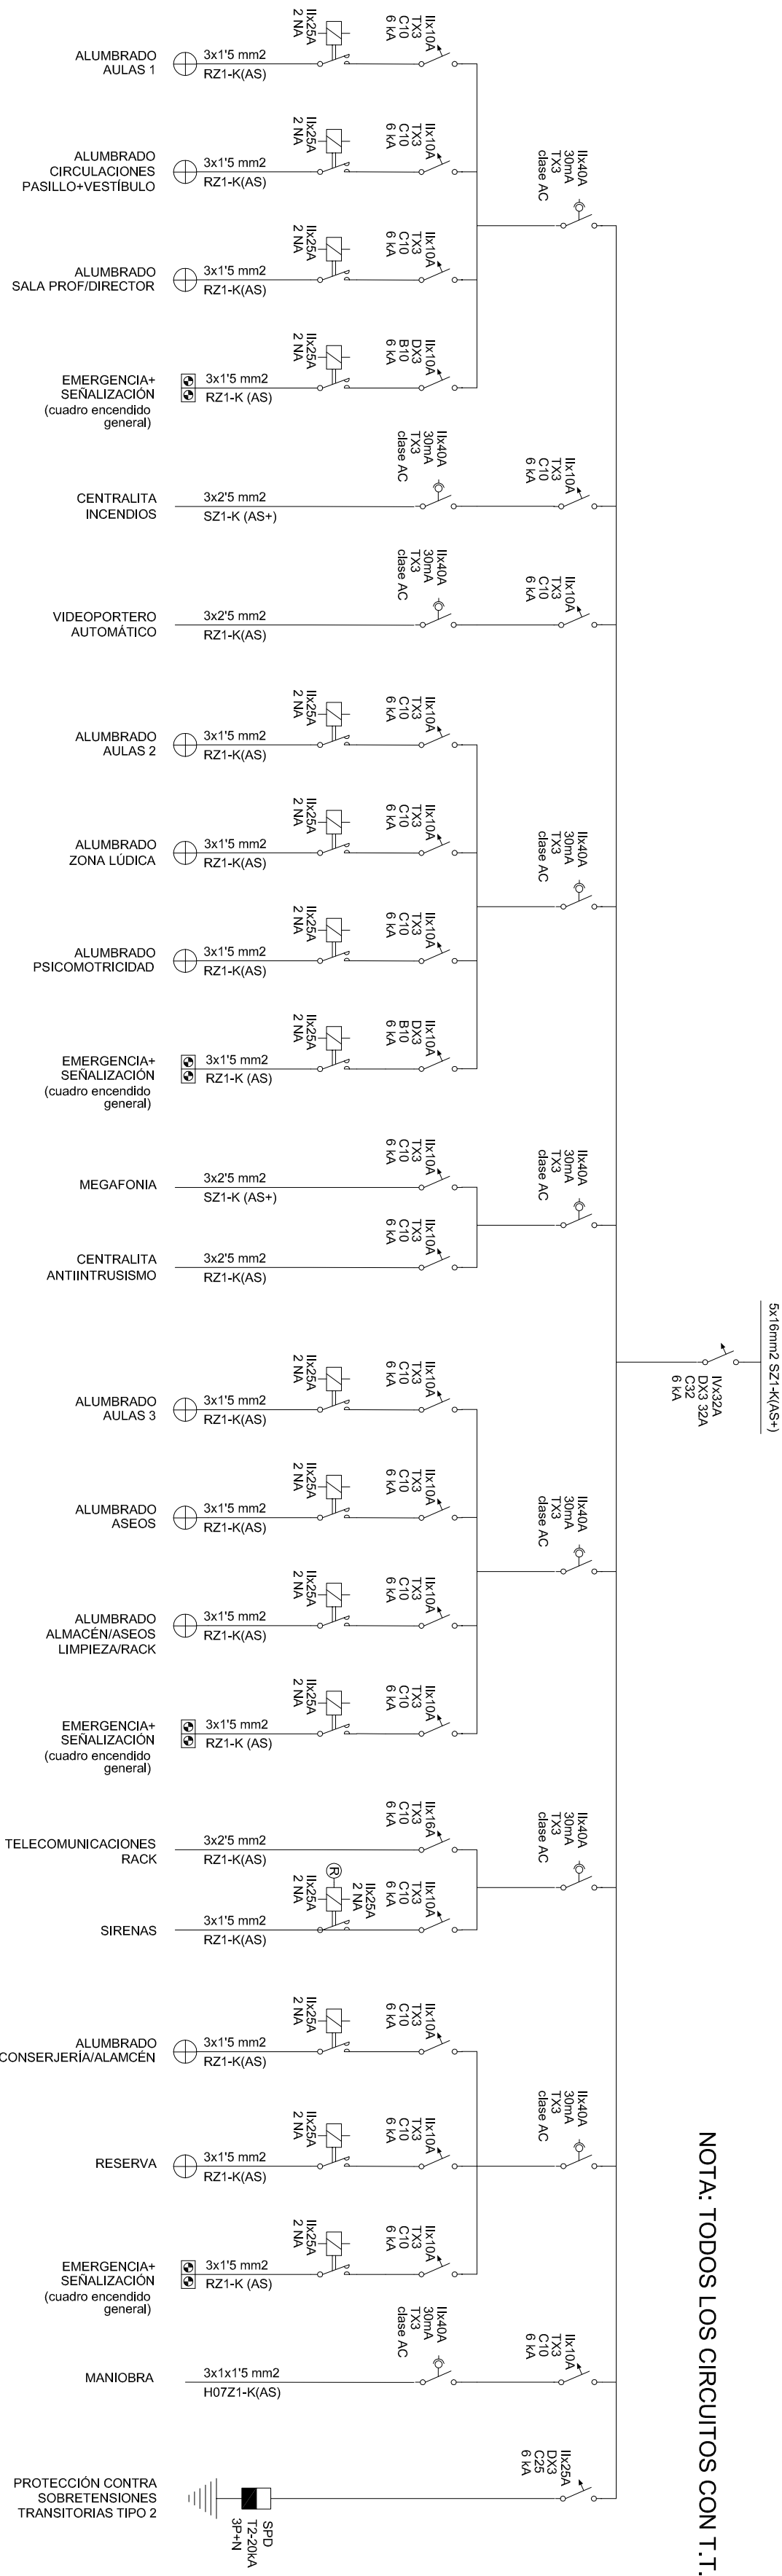 IIx10A
TX3
C10
6 kA
IIx25A
2 NA
ALUMBRADO
AULAS 1
3x1'5 mm2
RZ1-K(AS)
IIx40A
30mA
TX3
clase AC
IIx10A
TX3
C10
6 kA
IIx25A
2 NA
ALUMBRADO
CIRCULACIONES
PASILLO+VESTÍBULO
3x1'5 mm2
RZ1-K(AS)
IIx10A
TX3
C10
6 kA
IIx25A
2 NA
ALUMBRADO
SALA PROF/DIRECTOR
3x1'5 mm2
RZ1-K(AS)
IIx10A
DX3
B10
6 kA
IIx25A
2 NA
EMERGENCIA+
SEÑALIZACIÓN
(cuadro encendido
general)
3x1'5 mm2
RZ1-K (AS)
IIx10A
TX3
C10
6 kA
IIx40A
30mA
TX3
clase AC
CENTRALITA
INCENDIOS
3x2'5 mm2
SZ1-K (AS+)
IIx10A
TX3
C10
6 kA
IIx40A
30mA
TX3
clase AC
VIDEOPORTERO
AUTOMÁTICO
3x2'5 mm2
RZ1-K(AS)
IIx10A
TX3
C10
6 kA
IIx25A
2 NA
ALUMBRADO
AULAS 2
3x1'5 mm2
RZ1-K(AS)
IIx40A
30mA
TX3
clase AC
IIx10A
TX3
C10
6 kA
IIx25A
2 NA
ALUMBRADO
ZONA LÚDICA
3x1'5 mm2
RZ1-K(AS)
IIx10A
TX3
C10
6 kA
IIx25A
2 NA
ALUMBRADO
PSICOMOTRICIDAD
3x1'5 mm2
RZ1-K(AS)
IIx10A
DX3
B10
6 kA
IIx25A
2 NA
EMERGENCIA+
SEÑALIZACIÓN
(cuadro encendido
general)
3x1'5 mm2
RZ1-K (AS)
IIx40A
30mA
TX3
clase AC
IIx10A
TX3
C10
6 kA
MEGAFONIA
3x2'5 mm2
SZ1-K (AS+)
IIx10A
TX3
C10
6 kA
CENTRALITA
ANTIINTRUSISMO
3x2'5 mm2
RZ1-K(AS)
5x16mm2 SZ1-K(AS+)
IVx32A
DX3 32A
C32
6 kA
IIx10A
TX3
C10
6 kA
IIx25A
2 NA
ALUMBRADO
AULAS 3
3x1'5 mm2
RZ1-K(AS)
IIx40A
30mA
TX3
clase AC
IIx10A
TX3
C10
6 kA
IIx25A
2 NA
ALUMBRADO
ASEOS
3x1'5 mm2
RZ1-K(AS)
IIx10A
TX3
C10
6 kA
IIx25A
2 NA
ALUMBRADO
ALMACÉN/ASEOS
LIMPIEZA/RACK
3x1'5 mm2
RZ1-K(AS)
IIx10A
TX3
C10
6 kA
IIx25A
2 NA
EMERGENCIA+
SEÑALIZACIÓN
(cuadro encendido
general)
3x1'5 mm2
RZ1-K (AS)
IIx40A
30mA
TX3
clase AC
IIx16A
TX3
C10
6 kA
TELECOMUNICACIONES
RACK
3x2'5 mm2
RZ1-K(AS)
IIx10A
TX3
C10
6 kA
IIx25A
2 NA
R
IIx25A
2 NA
SIRENAS
3x1'5 mm2
RZ1-K(AS)
IIx10A
TX3
C10
6 kA
IIx25A
2 NA
ALUMBRADO
CONSERJERÍA/ALAMCÉN
3x1'5 mm2
RZ1-K(AS)
IIx40A
30mA
TX3
clase AC
IIx10A
TX3
C10
6 kA
IIx25A
2 NA
RESERVA
3x1'5 mm2
RZ1-K(AS)
IIx10A
TX3
C10
6 kA
IIx25A
2 NA
EMERGENCIA+
SEÑALIZACIÓN
(cuadro encendido
general)
3x1'5 mm2
RZ1-K (AS)
IIx10A
TX3
C10
6 kA
IIx40A
30mA
TX3
clase AC
MANIOBRA
3x1x1'5 mm2
H07Z1-K(AS)
IIx25A
DX3
C25
6 kA
PROTECCIÓN CONTRA
SOBRETENSIONES
TRANSITORIAS TIPO 2
SPD
T2-20kA
3P+N
NOTA: TODOS LOS CIRCUITOS CON T.T.